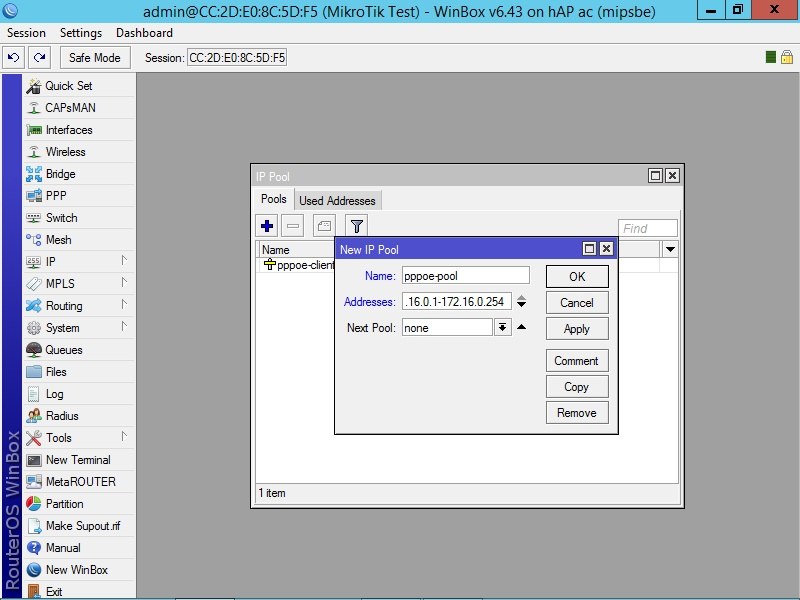 admin@CC:2D:E0:8C:5D:F5 (MikroTik Test) - WinBox v6.43 on hAP ac (mipsbe)
Session Settings Dashboard
Safe Mode Session: CC:2D:E0:8C:5D:F5
Quick Set
CAPsMAN
Interfaces
Wireless
Bridge
PPP
Switch
Mesh
IP
MPLS
Routing
System
Queues
Files
Log
Radius
Tools
New Terminal
MetaROUTER
Partition
Make Supout.rif
Manual
New WinBox
Exit
RouterOS WinBox
IP Pool
Pools Used Addresses
Find
Name
pppoe-client
1 item
New IP Pool
Name: pppoe-pool
Addresses: .16.0.1-172.16.0.254
Next Pool: none
OK
Cancel
Apply
Comment
Copy
Remove